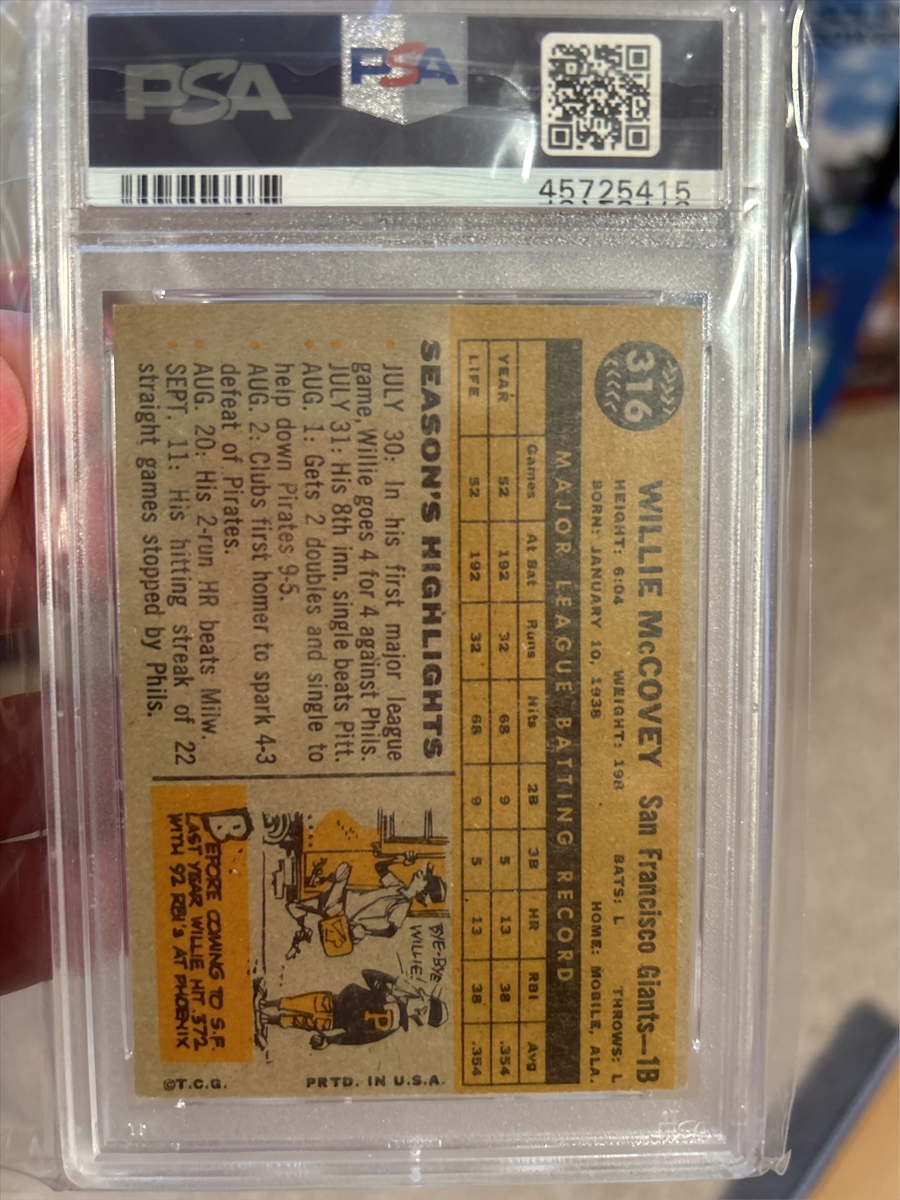 PSA
PSA
45725415
316
WILLIE McCOVEY San Francisco Giants—1B
HEIGHT: 6:04 WEIGHT: 198 BATS: L THROWS: L
BORN: JANUARY 10, 1938 HOME: MOBILE, ALA.
MAJOR LEAGUE BATTING RECORD
Games At Bat Runs Hits 2B 3B HR RBI Avg
YEAR 52 192 32 68 9 5 13 38 .354
LIFE 52 192 32 68 9 5 13 38 .354
SEASON'S HIGHLIGHTS
• JULY 30: In his first major league
game, Willie goes 4 for 4 against Phils.
• JULY 31: His 8th inn. single beats Pitt.
• AUG. 1: Gets 2 doubles and single to
help down Pirates 9-5.
• AUG. 2: Clubs first homer to spark 4-3
defeat of Pirates.
• AUG. 20: His 2-run HR beats Milw.
• SEPT. 11: His hitting streak of 22
straight games stopped by Phils.
BYE-BYE
WILLIE!
P
BEFORE COMING TO S.F.
LAST YEAR WILLIE HIT .372
WITH 92 RBI'S AT PHOENIX
©T.C.G. PRTD. IN U.S.A.